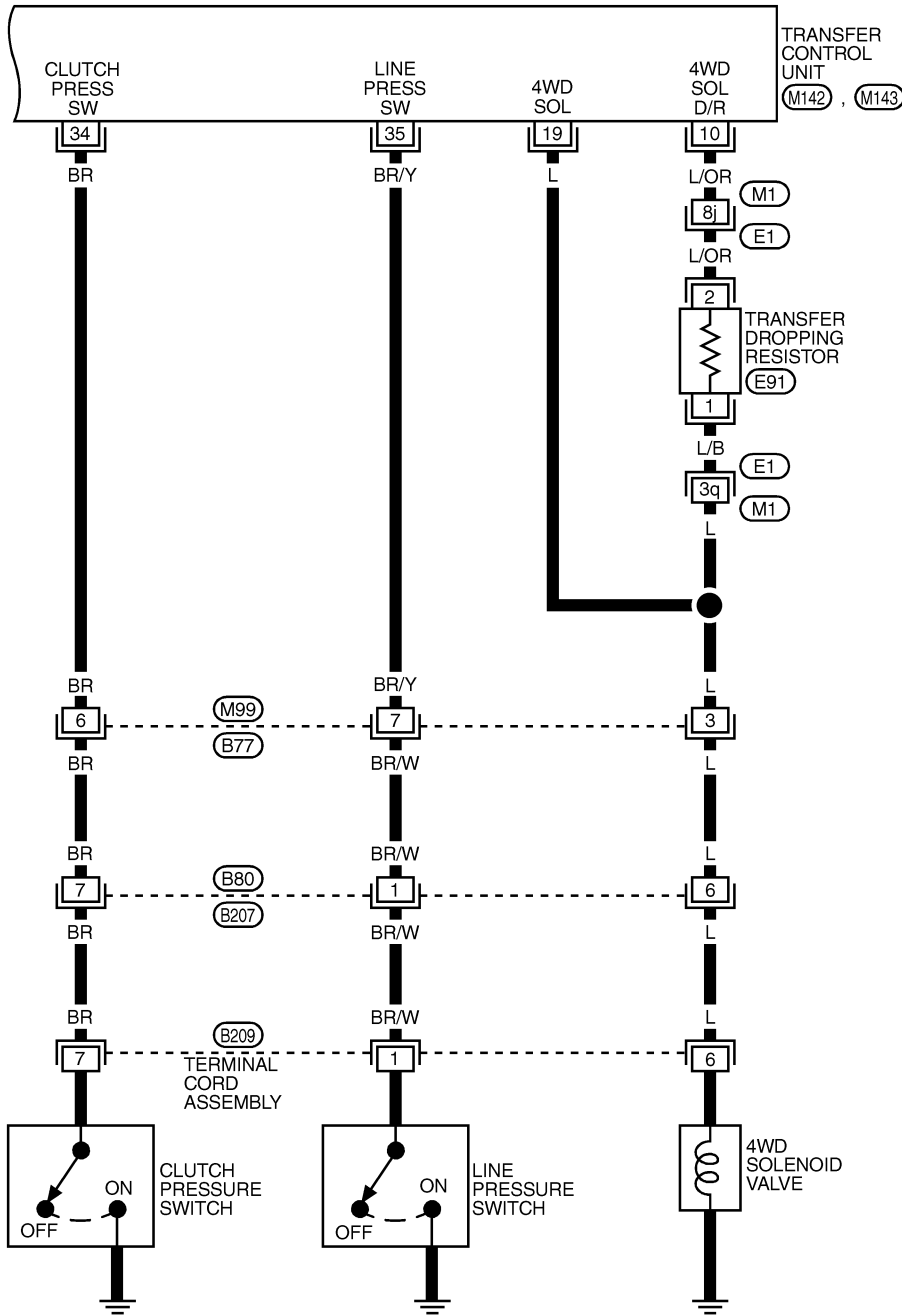 TRANSFER
CONTROL
UNIT
M142 , M143
CLUTCH
PRESS
SW
LINE
PRESS
SW
4WD
SOL
4WD
SOL
D/R
34
35
19
10
BR
BR/Y
L
L/OR
M1
8j
E1
L/OR
2
TRANSFER
DROPPING
RESISTOR
E91
1
L/B
E1
3q
M1
L
BR
BR/Y
L
6
M99
7
3
B77
BR
BR/W
L
BR
BR/W
L
7
B80
1
6
B207
BR
BR/W
L
BR
BR/W
L
7
B209
1
6
TERMINAL
CORD
ASSEMBLY
CLUTCH
PRESSURE
SWITCH
ON
OFF
LINE
PRESSURE
SWITCH
ON
OFF
4WD
SOLENOID
VALVE